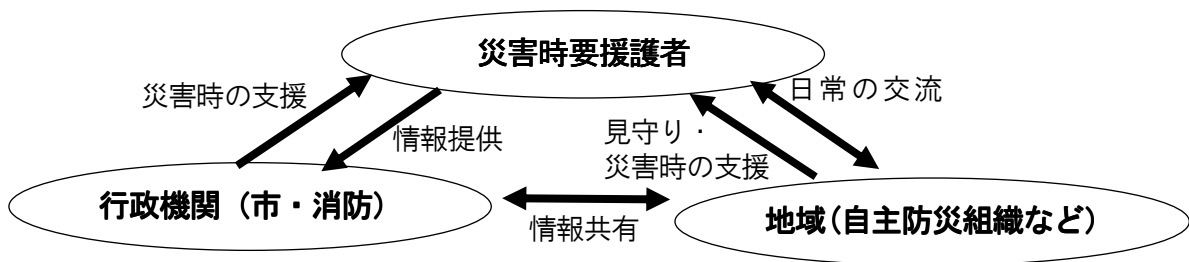 災害時要援護者
災害時の支援
日常の交流
情報提供
見守り・
災害時の支援
行政機関（市・消防）
情報共有
地域(自主防災組織など)